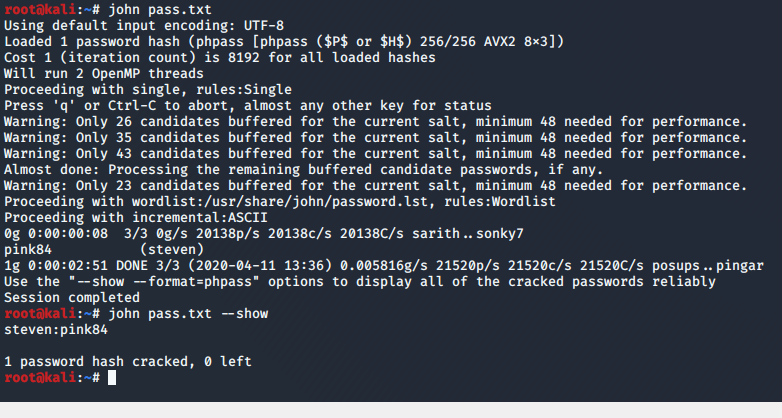 root@kali:~# john pass.txt
Using default input encoding: UTF-8
Loaded 1 password hash (phpass [phpass ($P$ or $H$) 256/256 AVX2 8×3])
Cost 1 (iteration count) is 8192 for all loaded hashes
Will run 2 OpenMP threads
Proceeding with single, rules:Single
Press 'q' or Ctrl-C to abort, almost any other key for status
Warning: Only 26 candidates buffered for the current salt, minimum 48 needed for performance.
Warning: Only 35 candidates buffered for the current salt, minimum 48 needed for performance.
Warning: Only 43 candidates buffered for the current salt, minimum 48 needed for performance.
Almost done: Processing the remaining buffered candidate passwords, if any.
Warning: Only 23 candidates buffered for the current salt, minimum 48 needed for performance.
Proceeding with wordlist:/usr/share/john/password.lst, rules:Wordlist
Proceeding with incremental:ASCII
0g 0:00:00:08  3/3 0g/s 20138p/s 20138c/s 20138C/s sarith..sonky7
pink84           (steven)
1g 0:00:02:51 DONE 3/3 (2020-04-11 13:36) 0.005816g/s 21520p/s 21520c/s 21520C/s posups..pingar
Use the "--show --format=phpass" options to display all of the cracked passwords reliably
Session completed
root@kali:~# john pass.txt --show
steven:pink84
1 password hash cracked, 0 left
root@kali:~#